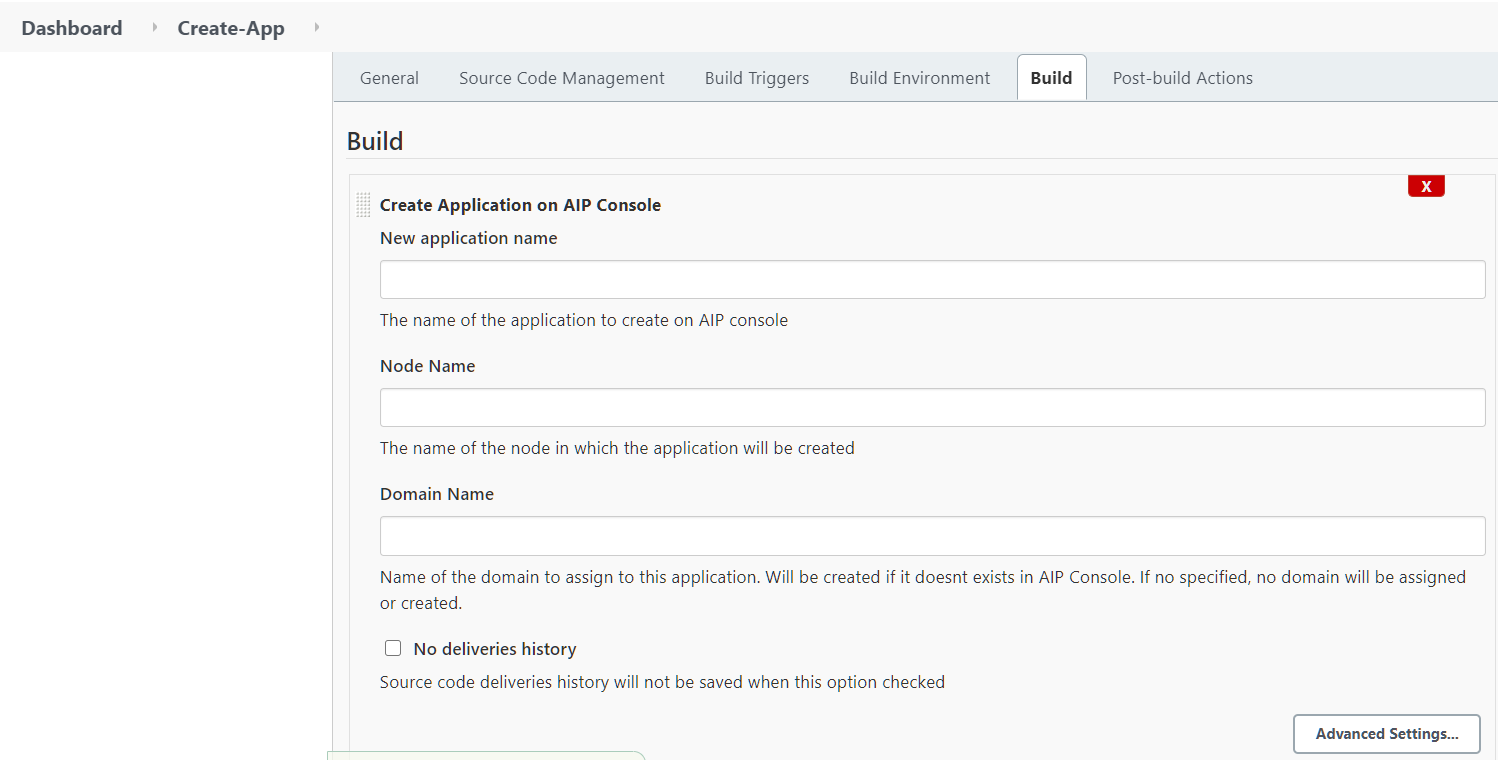 Dashboard Create-App
General Source Code Management Build Triggers Build Environment Build Post-build Actions
Build
X
Create Application on AIP Console
New application name
The name of the application to create on AIP console
Node Name
The name of the node in which the application will be created
Domain Name
Name of the domain to assign to this application. Will be created if it doesnt exists in AIP Console. If no specified, no domain will be assigned
or created.
No deliveries history
Source code deliveries history will not be saved when this option checked
Advanced Settings...